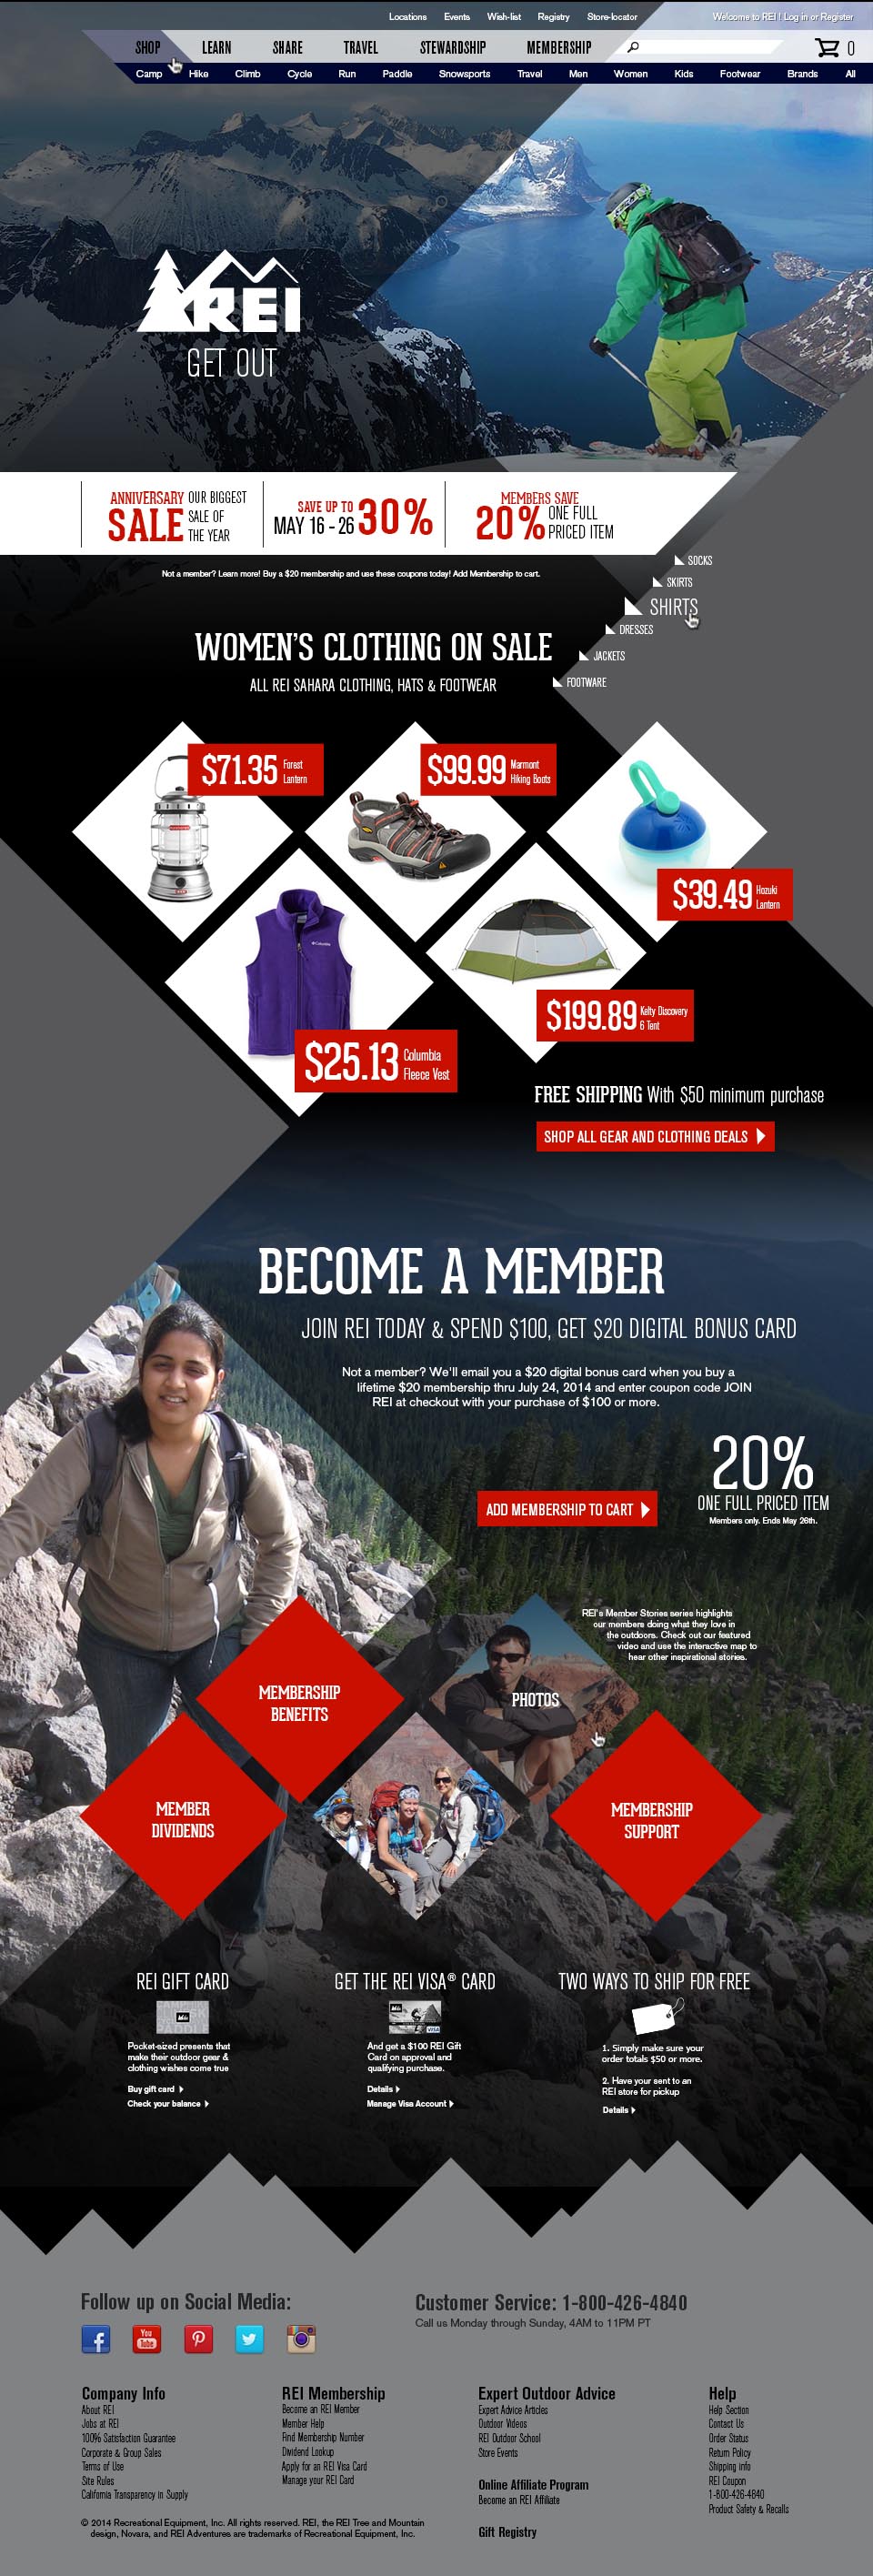 Locations Events Wish-list Registry Store-locator Welcome to REI ! Log in or Register
SHOP LEARN SHARE TRAVEL STEWARDSHIP MEMBERSHIP 0
Camp Hike Climb Cycle Run Paddle Snowsports Travel Men Women Kids Footwear Brands All
REI
GET OUT
ANNIVERSARY
SALE
OUR BIGGEST
SALE OF
THE YEAR
SAVE UP TO
MAY 16 - 26
30%
MEMBERS SAVE
20%
ONE FULL
PRICED ITEM
Not a member? Learn more! Buy a $20 membership and use these coupons today! Add Membership to cart.
SOCKS
SKIRTS
SHIRTS
DRESSES
JACKETS
FOOTWARE
WOMEN'S CLOTHING ON SALE
ALL REI SAHARA CLOTHING, HATS & FOOTWEAR
$71.35 Forest
Lantern
$99.99 Marmont
Hiking Boots
$39.49 Hozuki
Lantern
Columbia
$199.89 Kelty Discovery
6 Tent
$25.13 Columbia
Fleece Vest
FREE SHIPPING With $50 minimum purchase
SHOP ALL GEAR AND CLOTHING DEALS
BECOME A MEMBER
JOIN REI TODAY & SPEND $100, GET $20 DIGITAL BONUS CARD
Not a member? We'll email you a $20 digital bonus card when you buy a
lifetime $20 membership thru July 24, 2014 and enter coupon code JOIN
REI at checkout with your purchase of $100 or more.
20%
ONE FULL PRICED ITEM
Members only. Ends May 26th.
ADD MEMBERSHIP TO CART
REI's Member Stories series highlights
our members doing what they love in
the outdoors. Check out our featured
video and use the interactive map to
hear other inspirational stories.
MEMBERSHIP
BENEFITS
PHOTOS
MEMBER
DIVIDENDS
MEMBERSHIP
SUPPORT
REI GIFT CARD
Pocket-sized presents that
make their outdoor gear &
clothing wishes come true
Buy gift card
Check your balance
GET THE REI VISA® CARD
VISA
And get a $100 REI Gift
Card on approval and
qualifying purchase.
Details
Manage Visa Account
TWO WAYS TO SHIP FOR FREE
1. Simply make sure your
order totals $50 or more.
2. Have your sent to an
REI store for pickup
Details
Follow up on Social Media:
You
Tube
Customer Service: 1-800-426-4840
Call us Monday through Sunday, 4AM to 11PM PT
Company Info
About REI
Jobs at REI
100% Satisfaction Guarantee
Corporate & Group Sales
Terms of Use
Site Rules
California Transparency in Supply
REI Membership
Become an REI Member
Member Help
Find Membership Number
Dividend Lookup
Apply for an REI Visa Card
Manage your REI Card
Expert Outdoor Advice
Expert Advice Articles
Outdoor Videos
REI Outdoor School
Store Events
Online Affiliate Program
Become an REI Affiliate
Gift Registry
Help
Help Section
Contact Us
Order Status
Return Policy
Shipping info
REI Coupon
1-800-426-4840
Product Safety & Recalls
© 2014 Recreational Equipment, Inc. All rights reserved. REI, the REI Tree and Mountain
design, Novara, and REI Adventures are trademarks of Recreational Equipment, Inc.